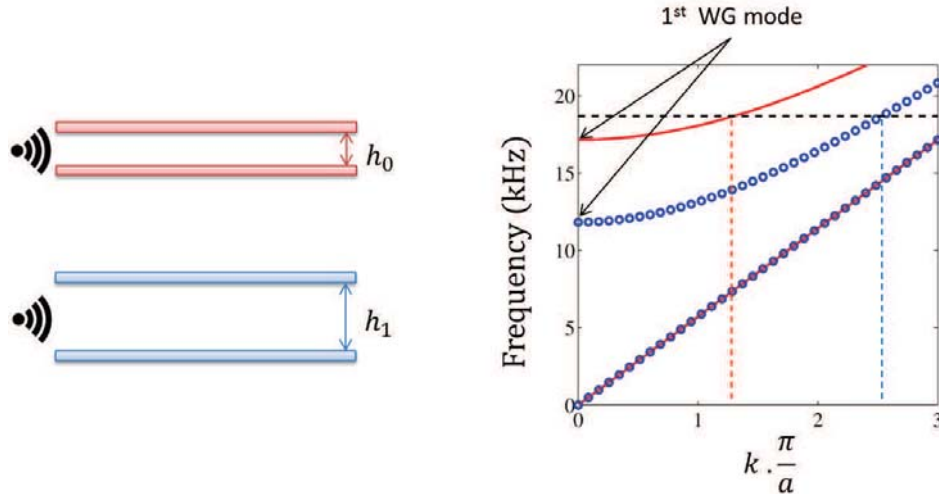 1st WG mode
h₀
h₁
Frequency (kHz)
20
15
10
5
0
0
1
2
3
k . π/a